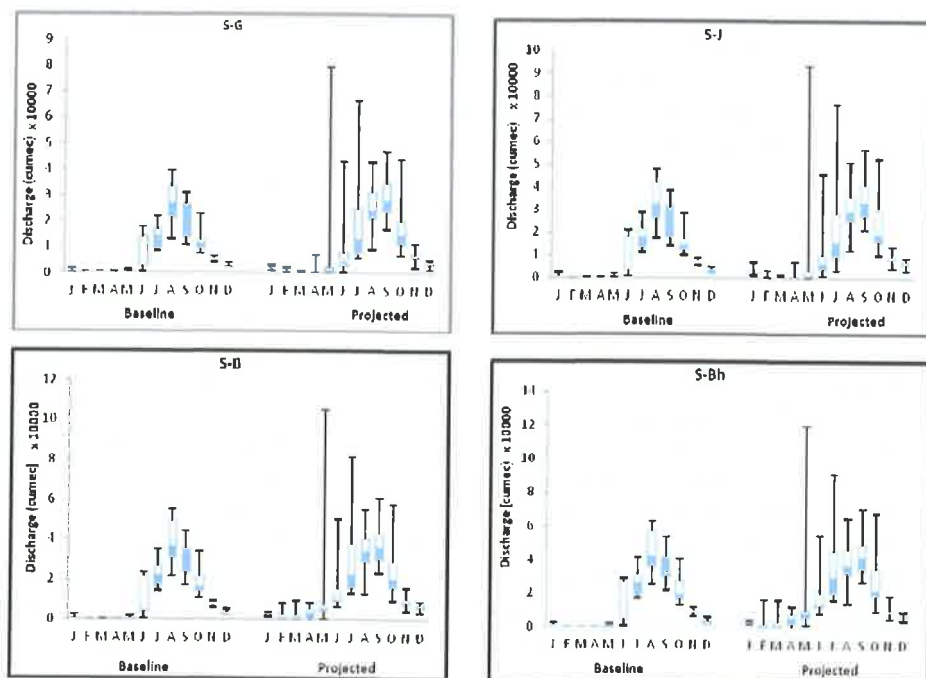 S-G
9
8
7
6
5
4
3
2
1
0
Discharge (cumec) x 10000
J F M A M J J A S O N D J F M A M J J A S O N D
Baseline Projected
S-J
10
9
8
7
6
5
4
3
2
1
0
Discharge (cumec) x 10000
J F M A M J J A S O N D J F M A M J J A S O N D
Baseline Projected
12
10
8
6
4
2
0
Discharge (cumec) x 10000
J F M A M J J A S O N D J F M A M J J A S O N D
Baseline Projected
S-Bh
14
12
10
8
6
4
2
0
Discharge (cumec) x 10000
J F M A M J J A S O N D J F M A M J J A S O N D
Baseline Projected